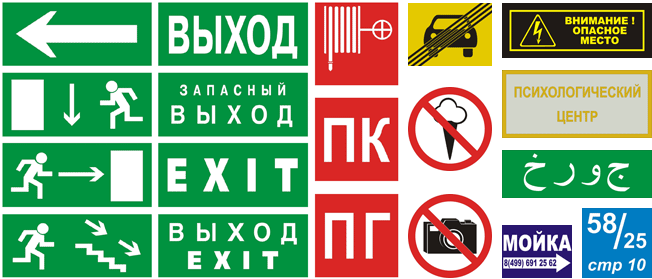 ВЫХОД
ЗАПАСНЫЙ
ВЫХОД
EXIT
ВЫХОД
EXIT
ПК
ПГ
ВНИМАНИЕ !
ОПАСНОЕ
МЕСТО
ПСИХОЛОГИЧЕСКИЙ
ЦЕНТР
ج و ر خ
МОЙКА
8(499) 691 25 62
58/25
стр 10